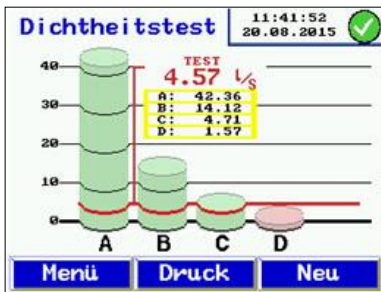 Dichtheitstest
11:41:52
20.08.2015
TEST
4.57 l/s
A: 42.36
B: 14.12
C: 4.71
D: 1.57
40
30
20
10
0
A B C D
Menü Druck Neu